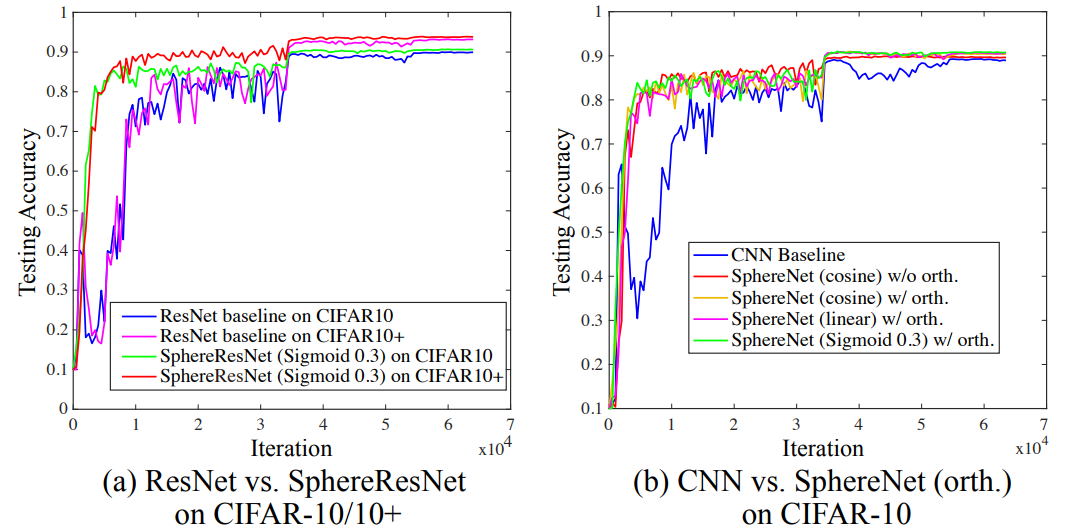 1
0.9
0.8
0.7
0.6
0.5
0.4
0.3
0.2
0.1
0
Testing Accuracy
ResNet baseline on CIFAR10
ResNet baseline on CIFAR10+
SphereResNet (Sigmoid 0.3) on CIFAR10
SphereResNet (Sigmoid 0.3) on CIFAR10+
0 1 2 3 4 5 6 7
x10^4
Iteration
(a) ResNet vs. SphereResNet
on CIFAR-10/10+
1
0.9
0.8
0.7
0.6
0.5
0.4
0.3
0.2
0.1
Testing Accuracy
CNN Baseline
SphereNet (cosine) w/o orth.
SphereNet (cosine) w/ orth.
SphereNet (linear) w/ orth.
SphereNet (Sigmoid 0.3) w/ orth.
0 1 2 3 4 5 6 7
x10^4
Iteration
(b) CNN vs. SphereNet (orth.)
on CIFAR-10